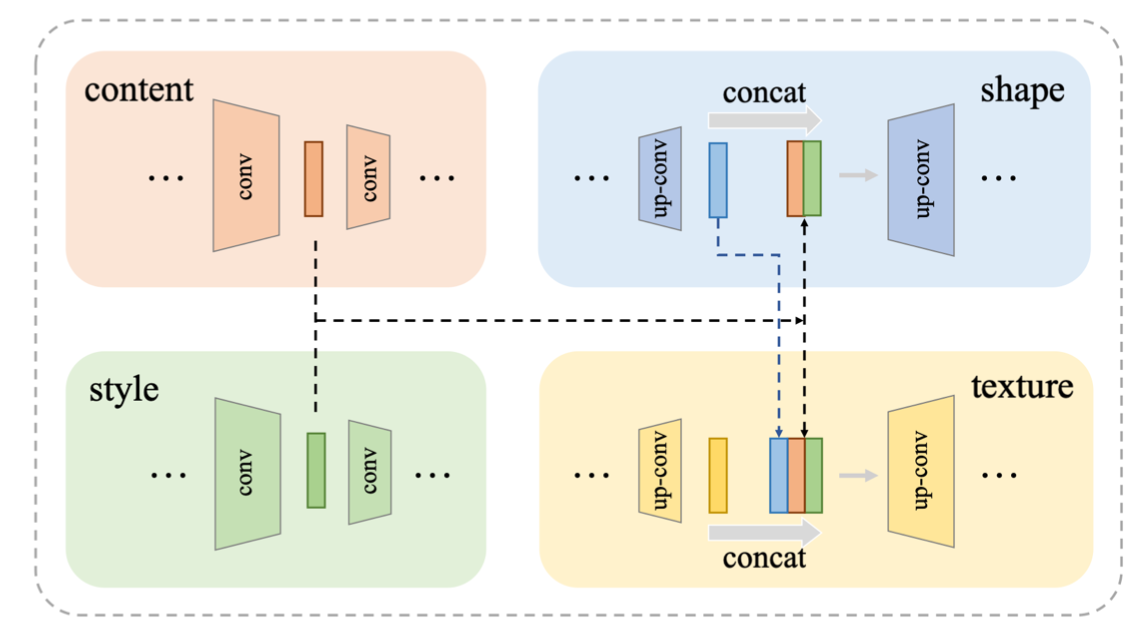 content
conv
conv
...
...
concat
shape
up-conv
up-conv
...
...
style
conv
conv
...
...
texture
up-conv
up-conv
...
...
concat